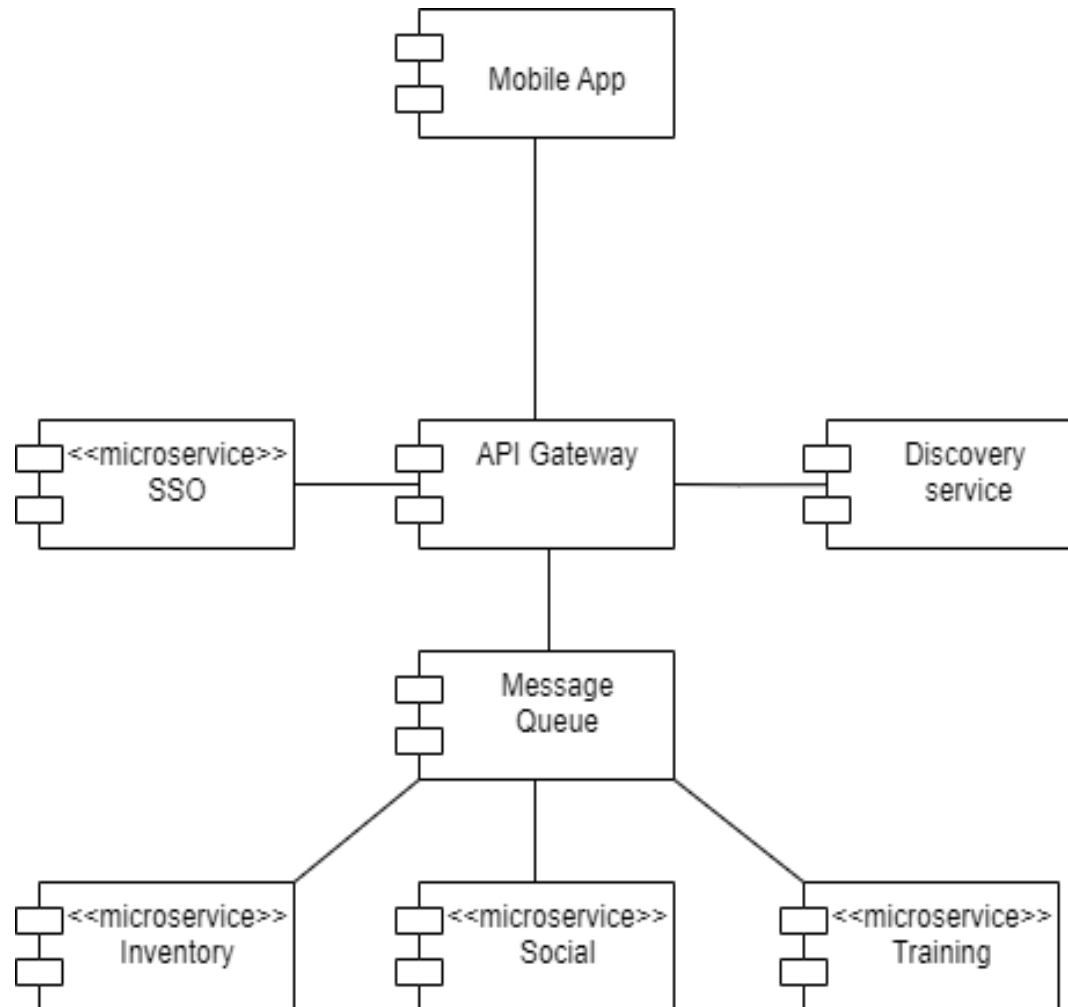 Mobile App
<<microservice>>
SSO
API Gateway
Discovery
service
Message
Queue
<<microservice>>
Inventory
<<microservice>>
Social
<<microservice>>
Training